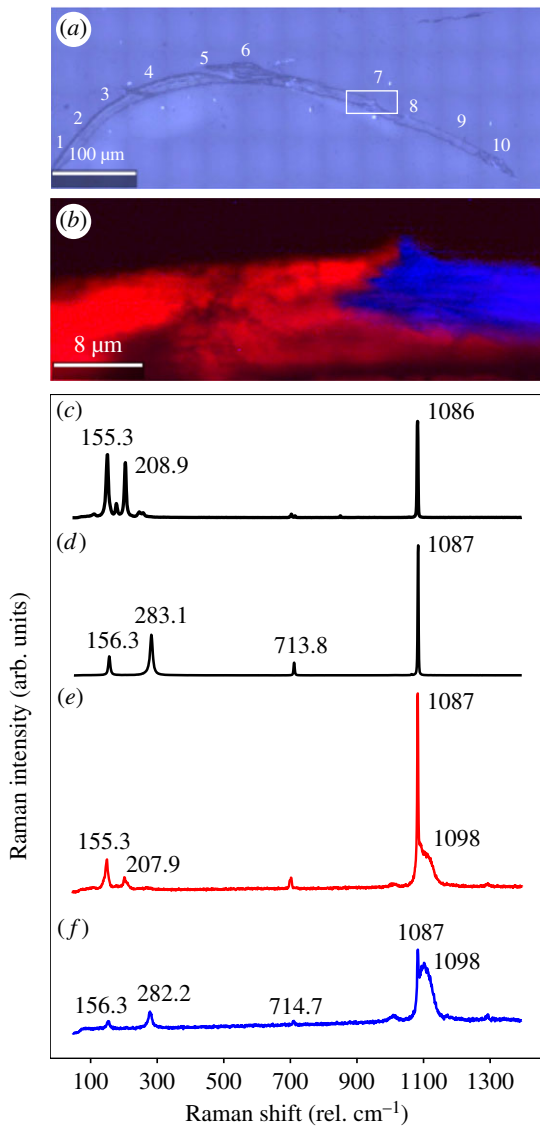 (a)
1 2 3 4 5 6 7 8 9 10
100 µm
(b)
8 µm
(c)
155.3
208.9
1086
(d)
156.3
283.1
713.8
1087
(e)
155.3
207.9
1087
1098
(f)
156.3
282.2
714.7
1087
1098
Raman intensity (arb. units)
100 300 500 700 900 1100 1300
Raman shift (rel. cm⁻¹)